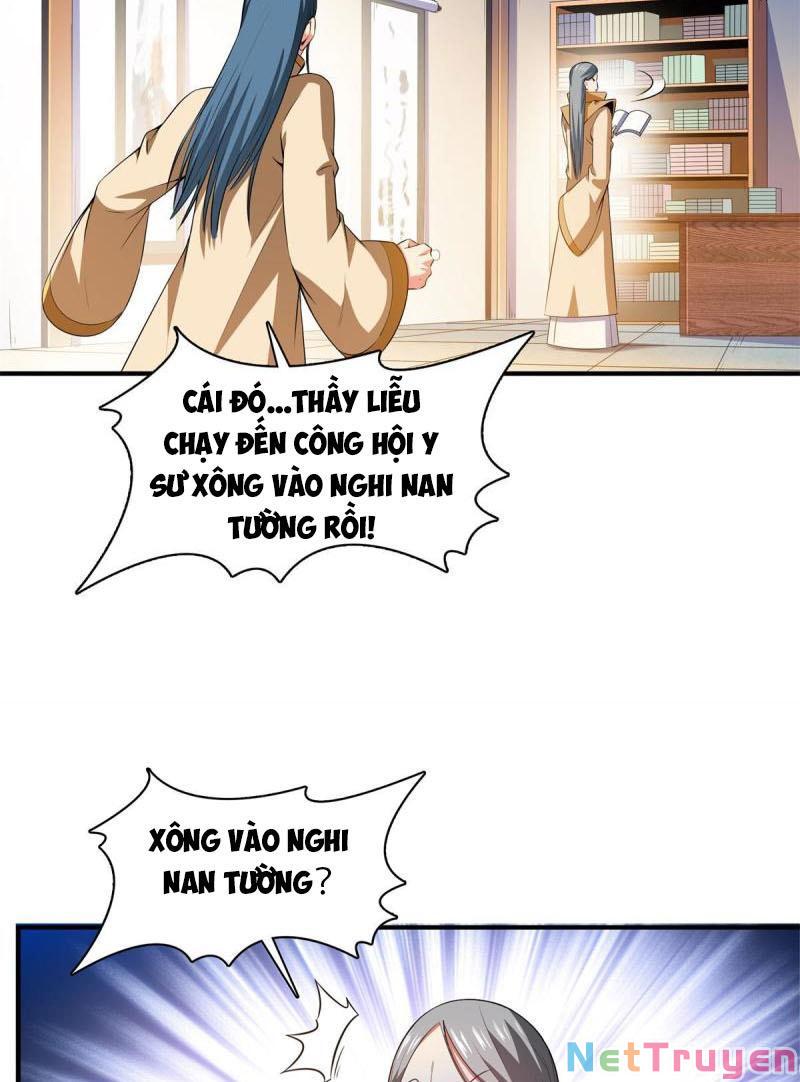 CÁI ĐÓ...THẦY LIỄU
CHẠY ĐẾN CÔNG HỘI Y
SƯ XÔNG VÀO NGHI NAN
TƯỜNG RỒI!
XÔNG VÀO NGHI
NAN TƯỜNG?
NetTruyen